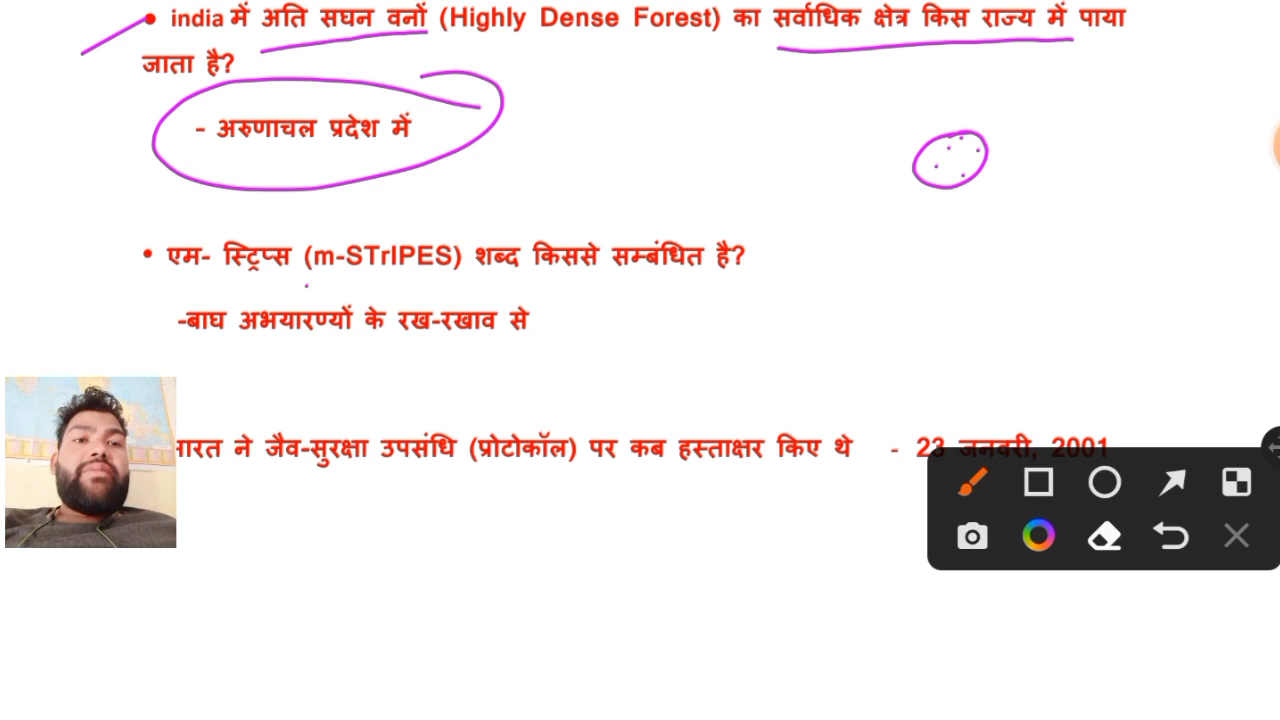 • india में अति सघन वनों (Highly Dense Forest) का सर्वाधिक क्षेत्र किस राज्य में पाया
जाता है?
- अरुणाचल प्रदेश में
• एम- स्ट्रिप्स (m-STrIPES) शब्द किससे सम्बंधित है?
-बाघ अभयारण्यों के रख-रखाव से
ने जैव-सुरक्षा उपसंधि (प्रोटोकॉल) पर कब हस्ताक्षर किए थे - 23 जनवरी, 2001